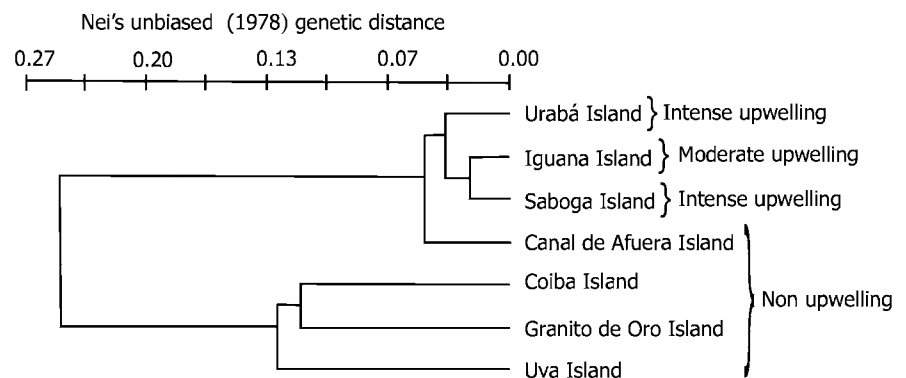 Nei's unbiased (1978) genetic distance
0.27 0.20 0.13 0.07 0.00
Urabá Island } Intense upwelling
Iguana Island } Moderate upwelling
Saboga Island } Intense upwelling
Canal de Afuera Island
Coiba Island
Non upwelling
Granito de Oro Island
Uva Island